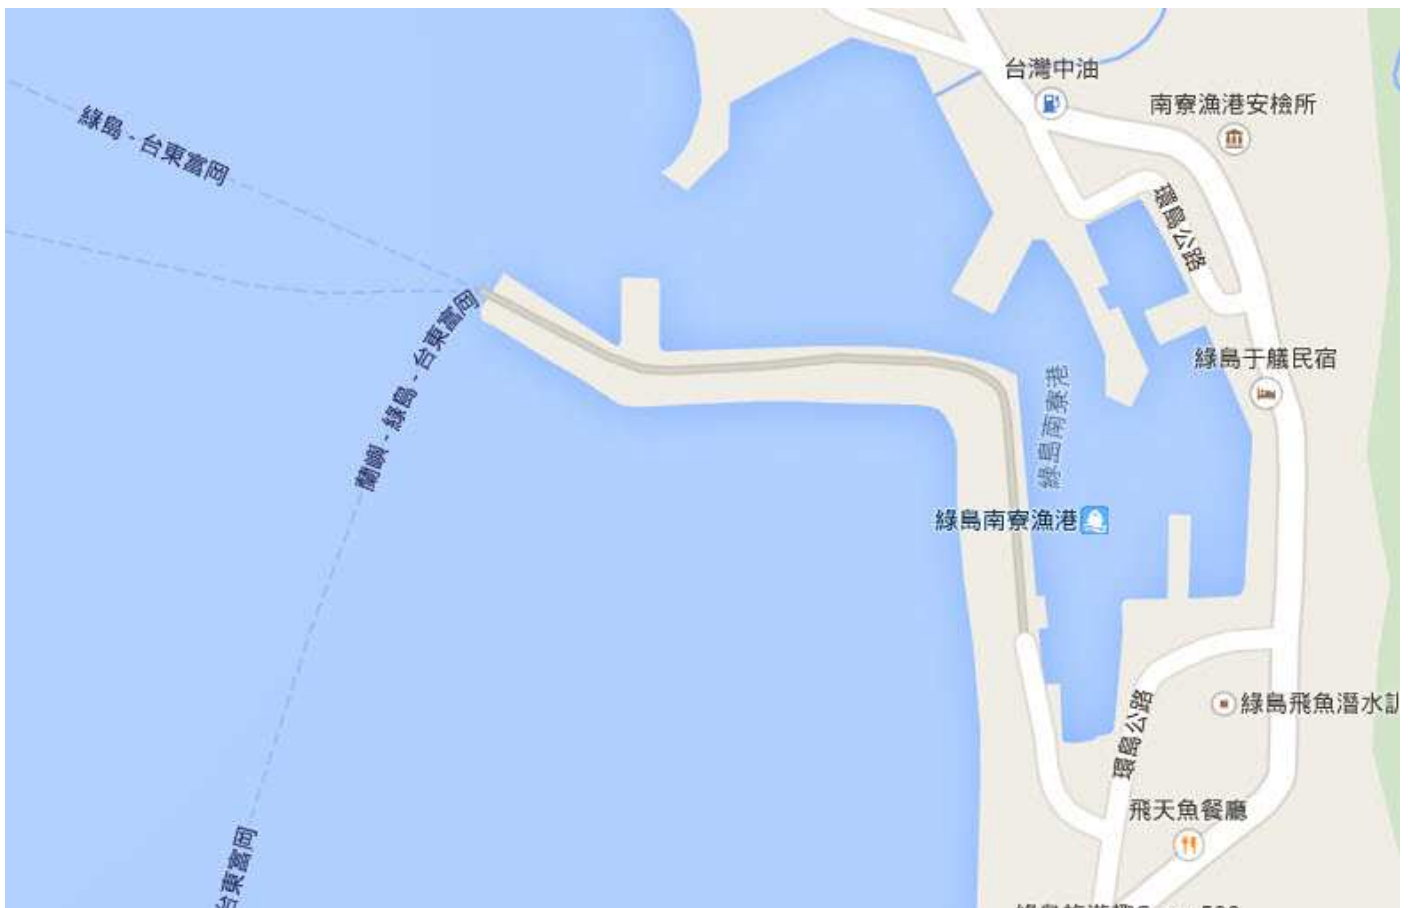 台灣中油
南寮漁港安檢所
綠島 - 台東富岡
環島公路
蘭嶼 - 綠島 - 台東富岡
綠島于艤民宿
綠島南寮港
綠島南寮漁港
綠島飛魚潛水訓
環島公路
飛天魚餐廳
台東富岡